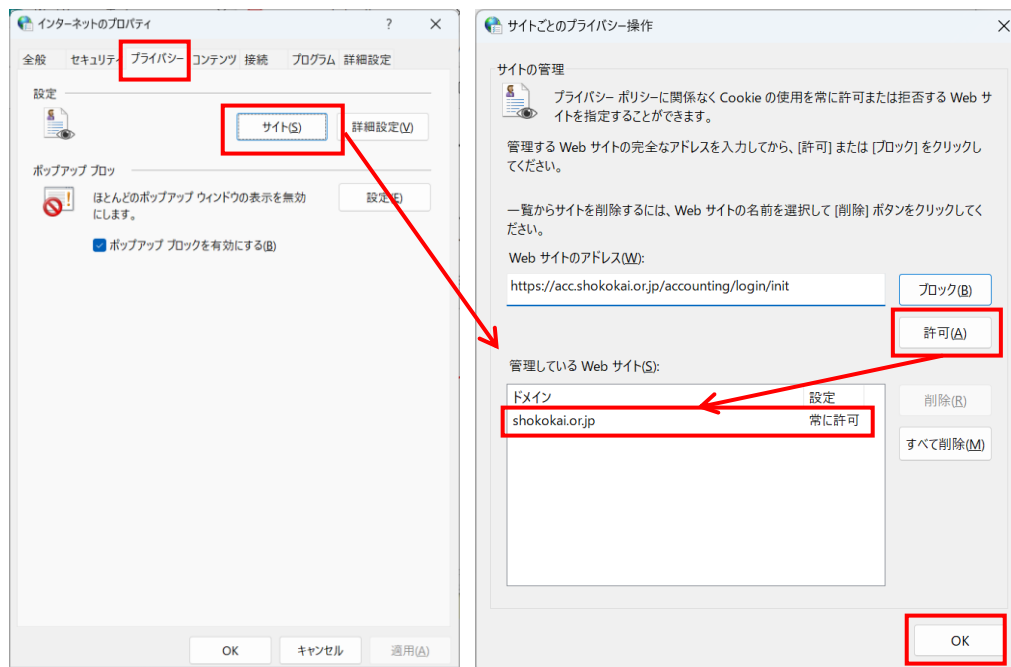 インターネットのプロパティ
?
全般 セキュリティ プライバシー コンテンツ 接続 プログラム 詳細設定
設定
サイト(S)
詳細設定(V)
ポップアップ ブロッ
ほとんどのポップアップ ウィンドウの表示を無効
にします。
設定(E)
ポップアップ ブロックを有効にする(B)
OK
キャンセル
適用(A)
サイトごとのプライバシー操作
サイトの管理
プライバシー ポリシーに関係なく Cookie の使用を常に許可または拒否する Web サ
イトを指定することができます。
管理する Web サイトの完全なアドレスを入力してから、[許可] または [ブロック] をクリックし
てください。
一覧からサイトを削除するには、Web サイトの名前を選択して [削除] ボタンをクリックしてく
ださい。
Web サイトのアドレス(W):
https://acc.shokokai.or.jp/accounting/login/init
ブロック(B)
許可(A)
管理している Web サイト(S):
ドメイン 設定
shokokai.or.jp 常に許可
削除(R)
すべて削除(M)
OK